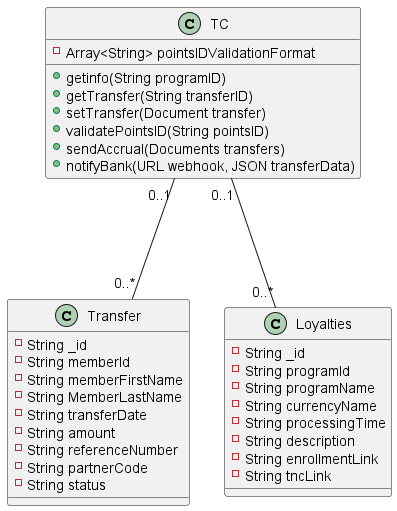 C TC
Array<String> pointsIDValidationFormat
getinfo(String programID)
getTransfer(String transferID)
setTransfer(Document transfer)
validatePointsID(String pointsID)
sendAccrual(Documents transfers)
notifyBank(URL webhook, JSON transferData)
0..1
0..1
0..*
0..*
C Transfer
String _id
String memberId
String memberFirstName
String MemberLastName
String transferDate
String amount
String referenceNumber
String partnerCode
String status
C Loyalties
String _id
String programId
String programName
String currencyName
String processingTime
String description
String enrollmentLink
String tncLink